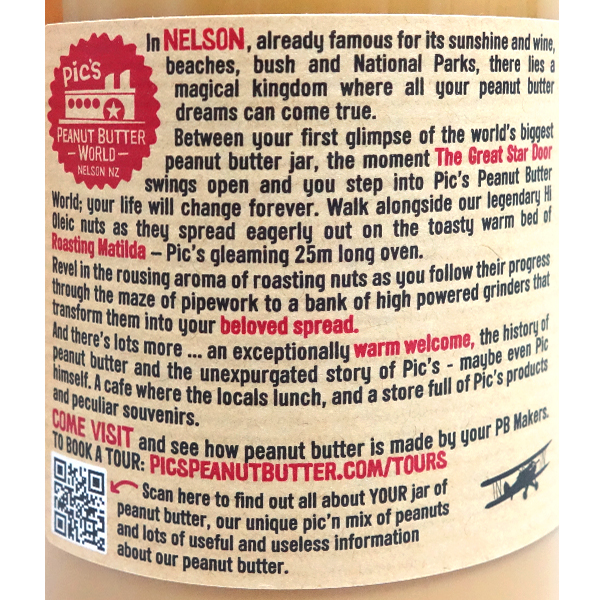 In NELSON, already famous for its sunshine and wine,
beaches, bush and National Parks, there lies a
magical kingdom where all your peanut butter
dreams can come true.
Pic's
PEANUT BUTTER
WORLD
NELSON NZ
Between your first glimpse of the world's biggest
peanut butter jar, the moment The Great Star Door
swings open and you step into Pic's Peanut Butter
World; your life will change forever. Walk alongside our legendary Hi
Oleic nuts as they spread eagerly out on the toasty warm bed of
Roasting Matilda – Pic's gleaming 25m long oven.
Revel in the rousing aroma of roasting nuts as you follow their progress
through the maze of pipework to a bank of high powered grinders that
transform them into your beloved spread.
And there's lots more ... an exceptionally warm welcome, the history of
peanut butter and the unexpurgated story of Pic's - maybe even Pic
himself. A cafe where the locals lunch, and a store full of Pic's products
and peculiar souvenirs.
COME VISIT and see how peanut butter is made by your PB Makers.
TO BOOK A TOUR: PICSPEANUTBUTTER.COM/TOURS
Scan here to find out all about YOUR jar of
peanut butter, our unique pic'n mix of peanuts
and lots of useful and useless information
about our peanut butter.